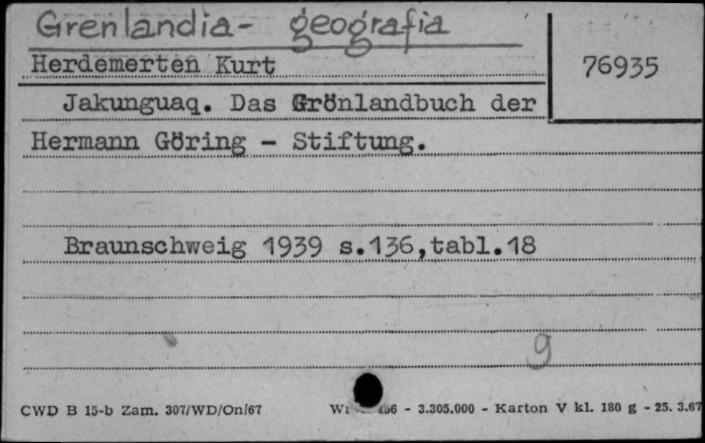 Grenlandia- geografia
Herdemerten Kurt
76935
Jakunguaq. Das Grönlandbuch der
Hermann Göring - Stiftung.
Braunschweig 1939 s.136,tabl.18
9
CWD B 15-b Zam. 307/WD/On/67
- 3.305.000 - Karton V kl. 180 g - 25. 3.67